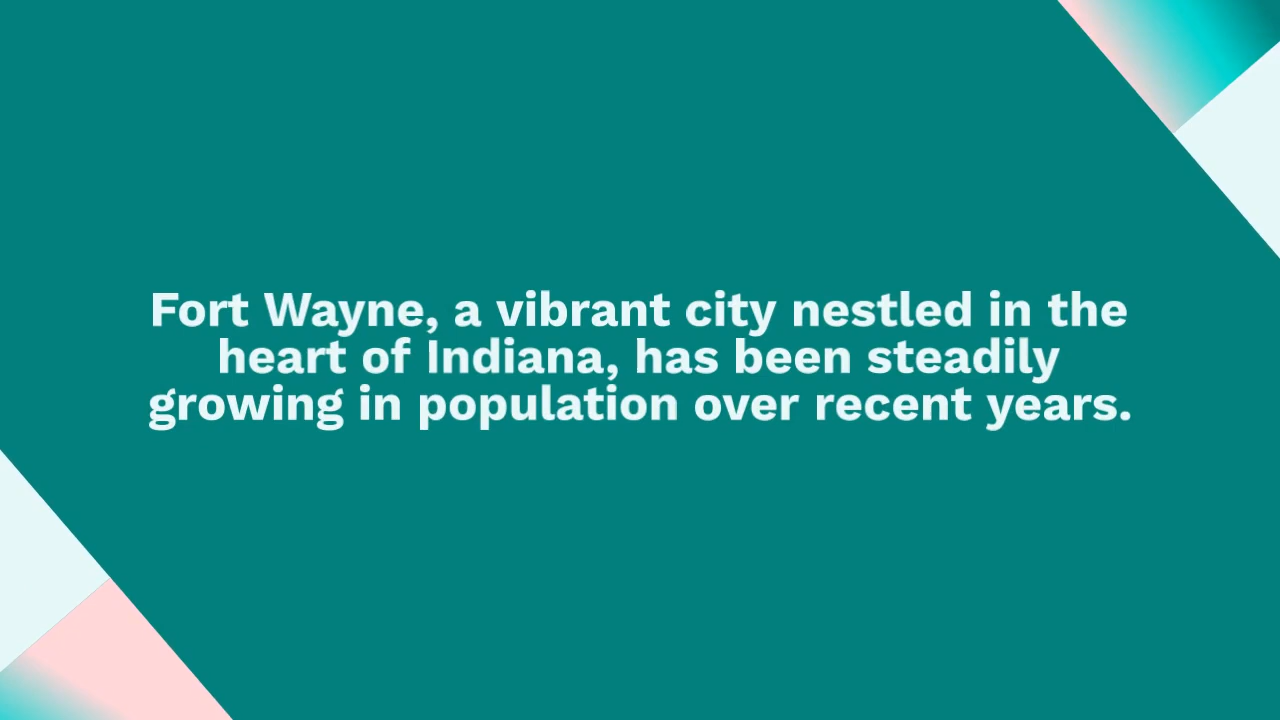 Fort Wayne, a vibrant city nestled in the
heart of Indiana, has been steadily
growing in population over recent years.